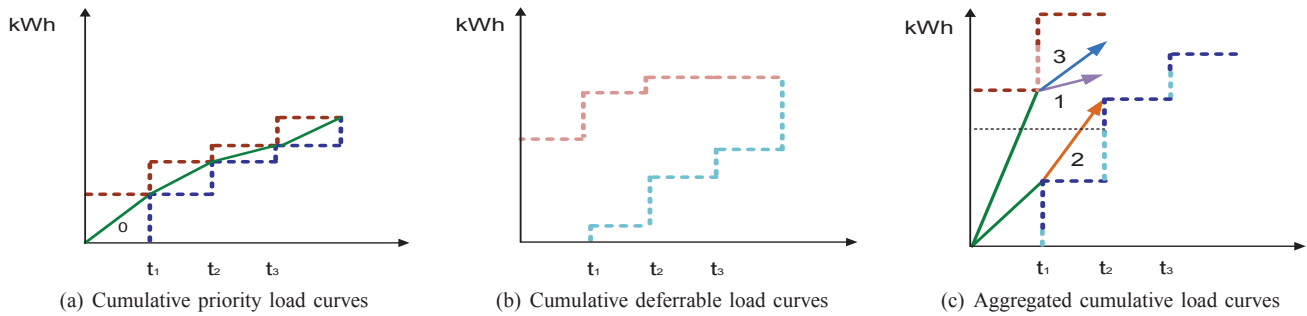 kWh
0
t1 t2 t3
(a) Cumulative priority load curves
kWh
t1 t2 t3
(b) Cumulative deferrable load curves
kWh
3
1
2
t1 t2 t3
(c) Aggregated cumulative load curves